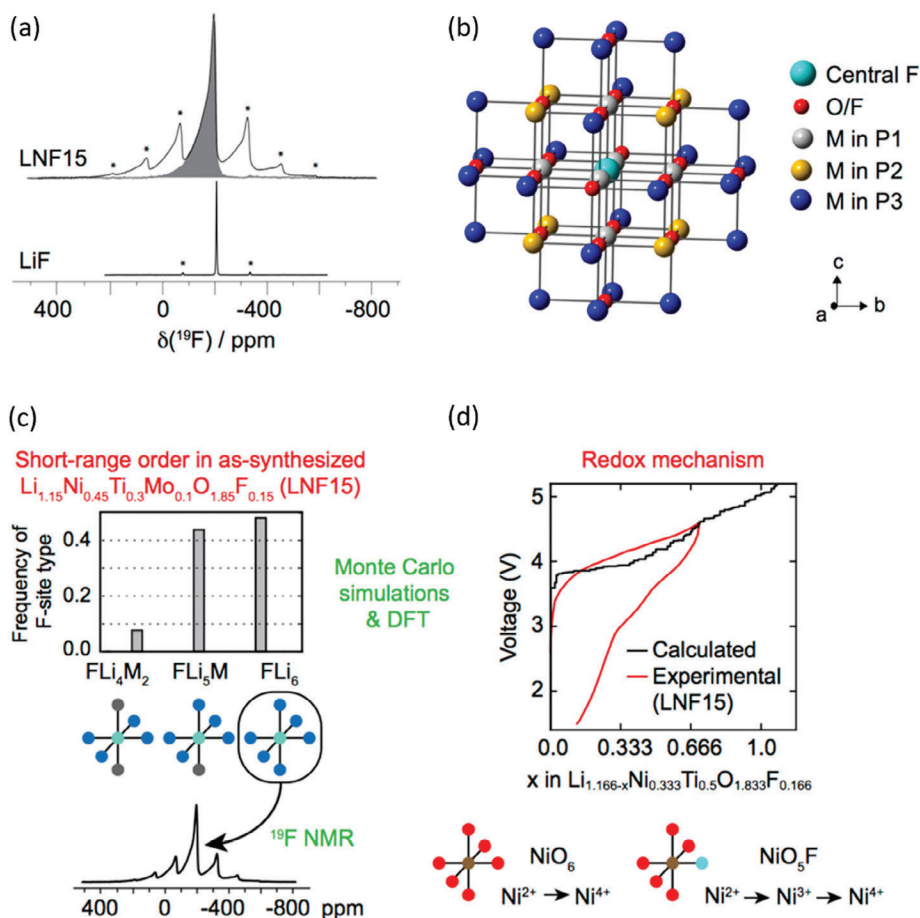 (a)
LNF15
LiF
* * * * * *
* *
400 0 -400 -800
δ(¹⁹F) / ppm
(b)
Central F
O/F
M in P1
M in P2
M in P3
c
a b
(c)
Short-range order in as-synthesized
Li₁.₁₅Ni₀.₄₅Ti₀.₃Mo₀.₁O₁.₈₅F₀.₁₅ (LNF15)
Frequency of
F-site type
0.4
0.2
0.0
FLi₄M₂ FLi₅M FLi₆
Monte Carlo
simulations
& DFT
¹⁹F NMR
400 0 -400 -800 ppm
(d)
Redox mechanism
Voltage (V)
5
4
3
2
Calculated
Experimental
(LNF15)
0.0 0.333 0.666 1.0
x in Li₁.₁₆₆₋ₓNi₀.₃₃₃Ti₀.₅O₁.₈₃₃F₀.₁₆₆
NiO₆
Ni²⁺ → Ni⁴⁺
NiO₅F
Ni²⁺ → Ni³⁺ → Ni⁴⁺